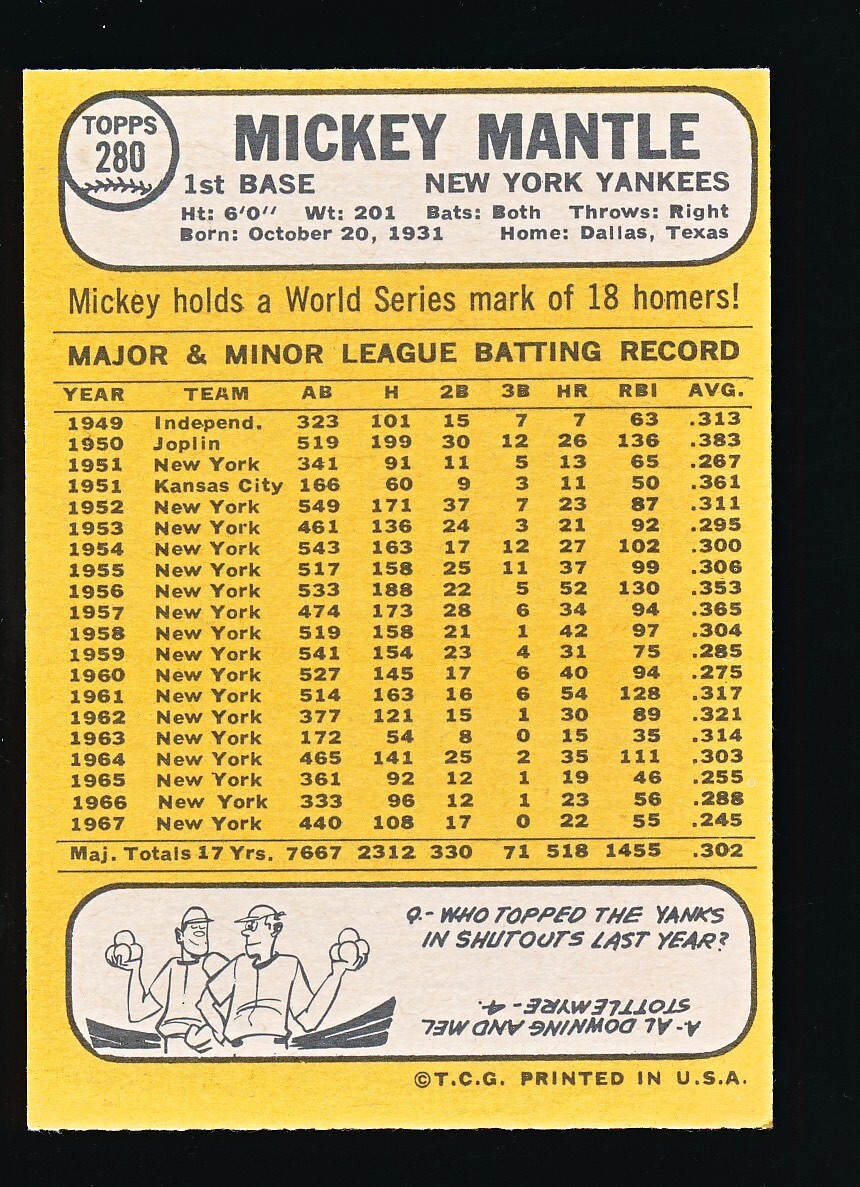 TOPPS
280
MICKEY MANTLE
1st BASE NEW YORK YANKEES
Ht: 6'0" Wt: 201 Bats: Both Throws: Right
Born: October 20, 1931 Home: Dallas, Texas
Mickey holds a World Series mark of 18 homers!
MAJOR & MINOR LEAGUE BATTING RECORD
YEAR TEAM AB H 2B 3B HR RBI AVG.
1949 Independ. 323 101 15 7 7 63 .313
1950 Joplin 519 199 30 12 26 136 .383
1951 New York 341 91 11 5 13 65 .267
1951 Kansas City 166 60 9 3 11 50 .361
1952 New York 549 171 37 7 23 87 .311
1953 New York 461 136 24 3 21 92 .295
1954 New York 543 163 17 12 27 102 .300
1955 New York 517 158 25 11 37 99 .306
1956 New York 533 188 22 5 52 130 .353
1957 New York 474 173 28 6 34 94 .365
1958 New York 519 158 21 1 42 97 .304
1959 New York 541 154 23 4 31 75 .285
1960 New York 527 145 17 6 40 94 .275
1961 New York 514 163 16 6 54 128 .317
1962 New York 377 121 15 1 30 89 .321
1963 New York 172 54 8 0 15 35 .314
1964 New York 465 141 25 2 35 111 .303
1965 New York 361 92 12 1 19 46 .255
1966 New York 333 96 12 1 23 56 .288
1967 New York 440 108 17 0 22 55 .245
Maj. Totals 17 Yrs. 7667 2312 330 71 518 1455 .302
Q.- WHO TOPPED THE YANKS
IN SHUTOUTS LAST YEAR?
A- AL DOWNING AND MEL
STOTTLEMYRE - 4.
©T.C.G. PRINTED IN U.S.A.